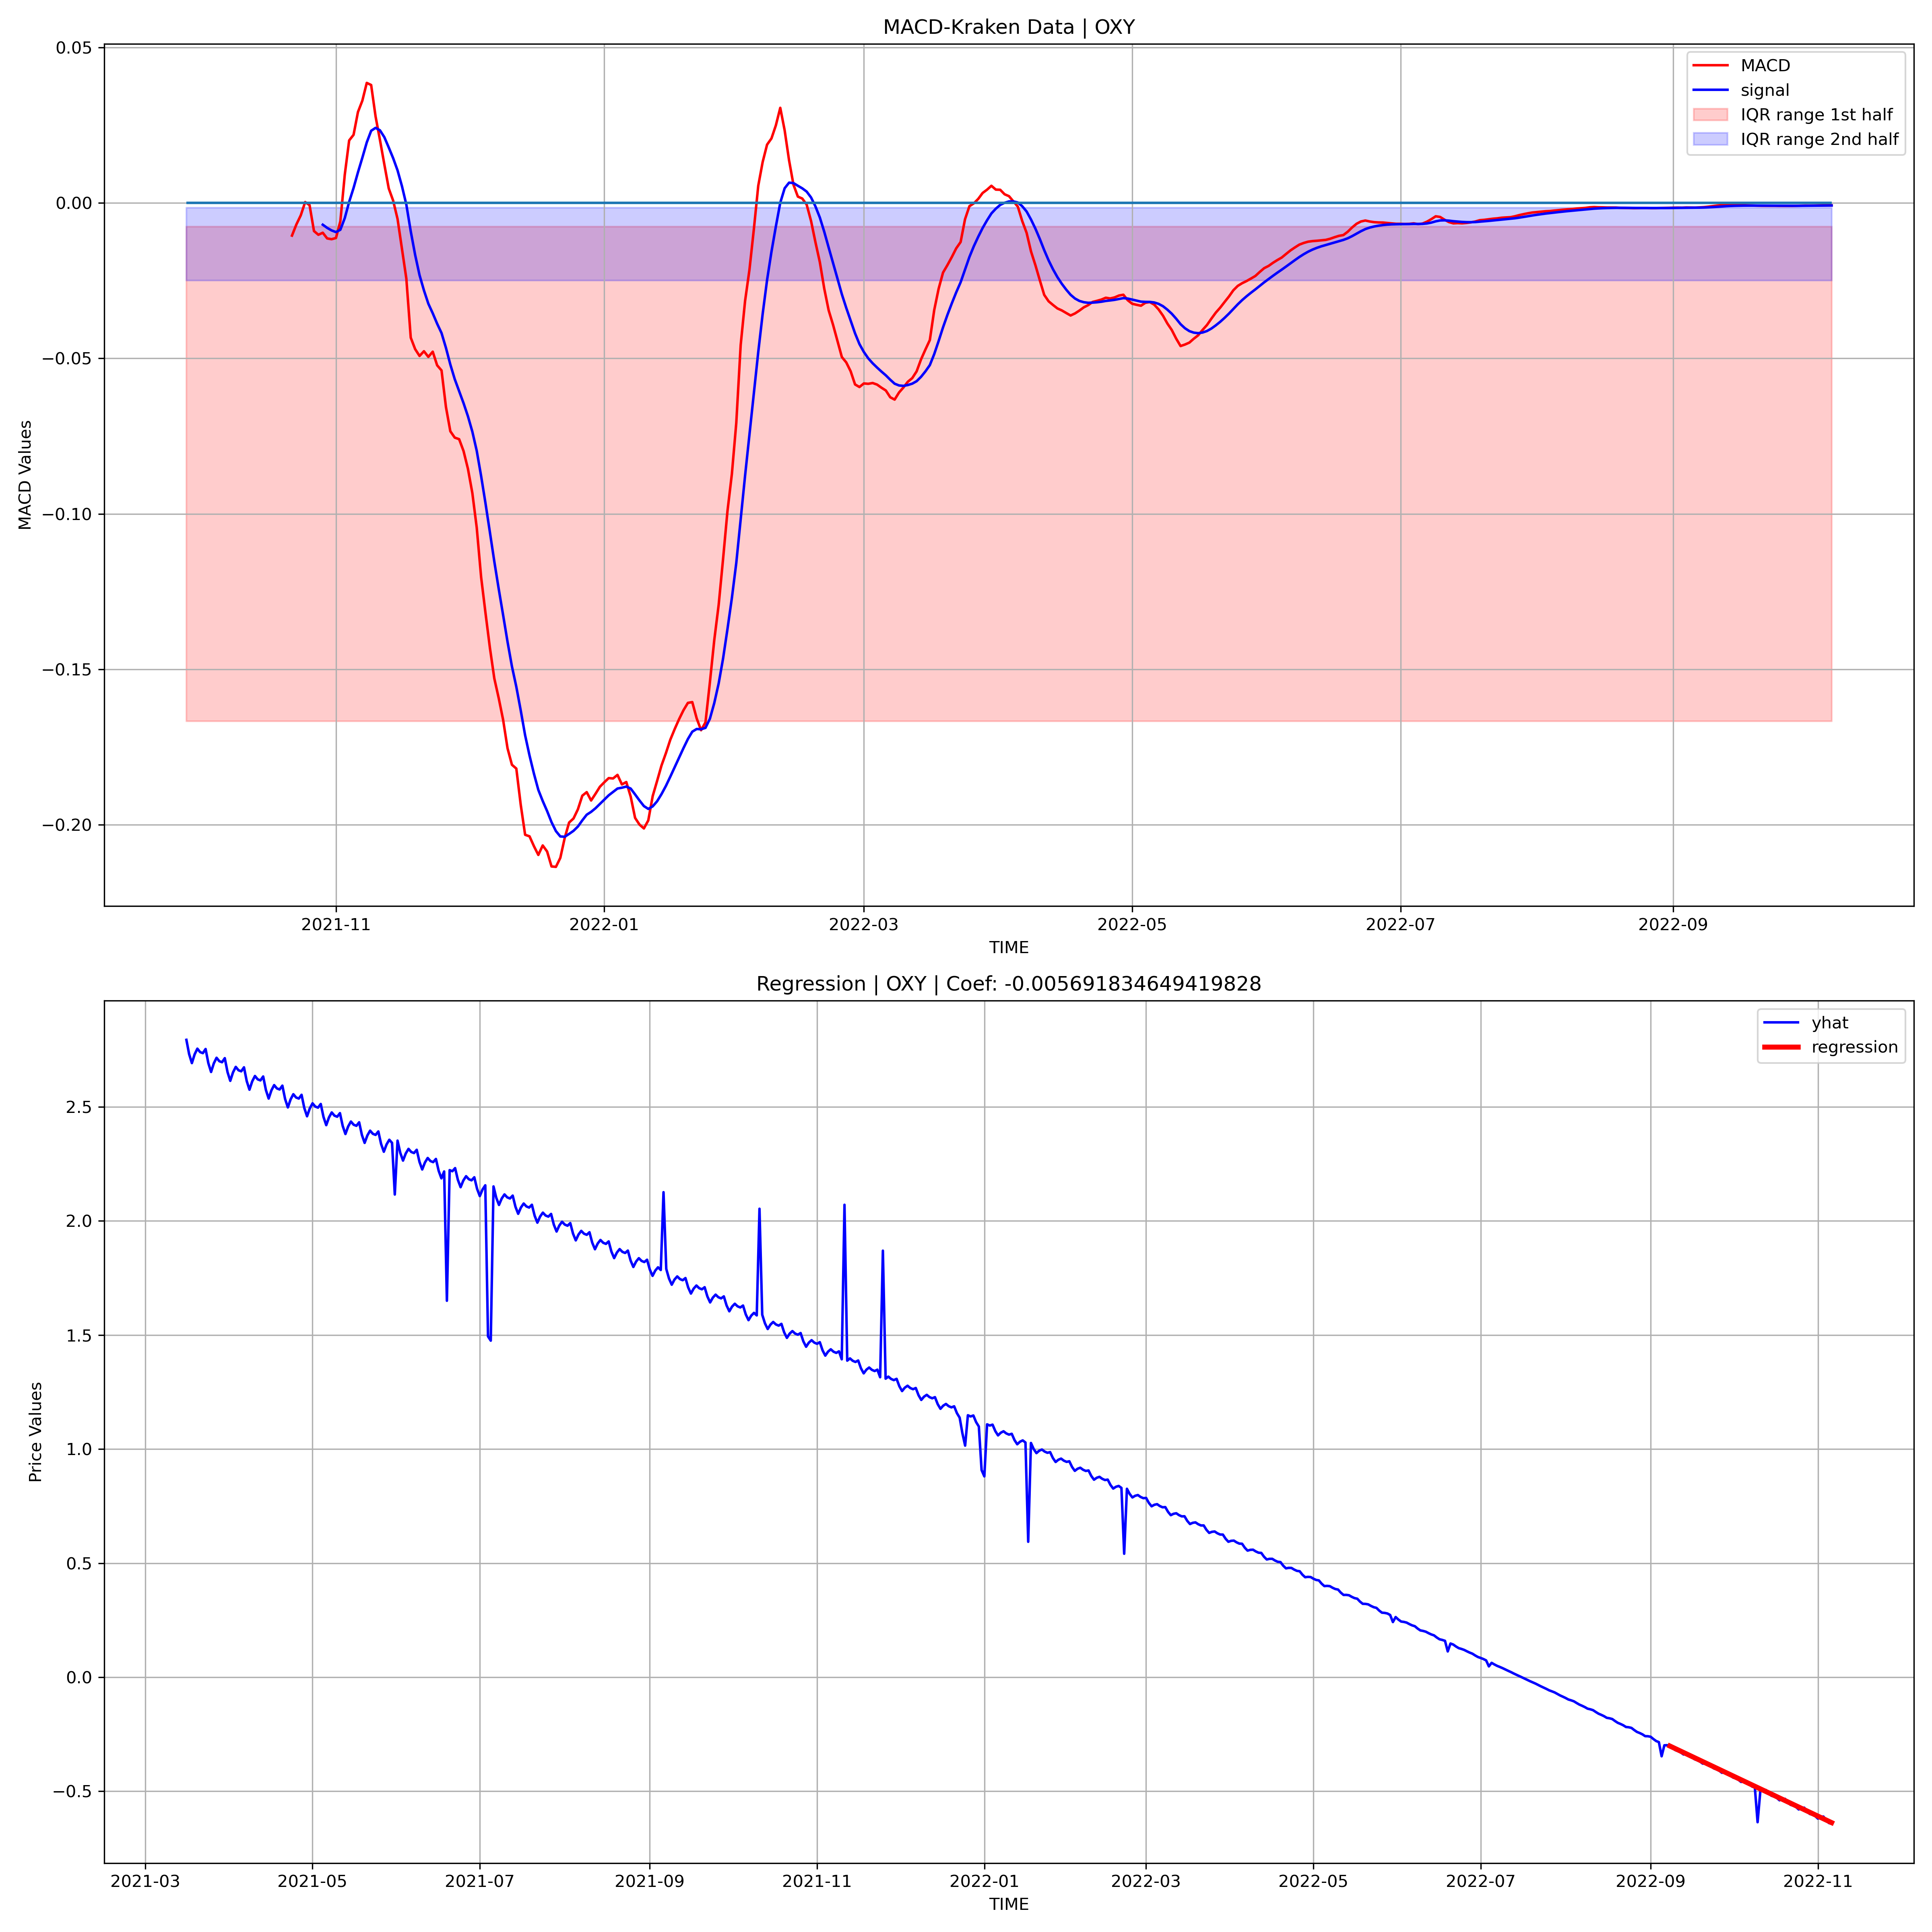 MACD-Kraken Data | OXY
0.05
0.00
−0.05
−0.10
−0.15
−0.20
MACD Values
MACD
signal
IQR range 1st half
IQR range 2nd half
2021-11
2022-01
2022-03
2022-05
2022-07
2022-09
TIME
Regression | OXY | Coef: -0.005691834649419828
2.5
2.0
1.5
1.0
0.5
0.0
−0.5
Price Values
yhat
regression
2021-03
2021-05
2021-07
2021-09
2021-11
2022-01
2022-03
2022-05
2022-07
2022-09
2022-11
TIME